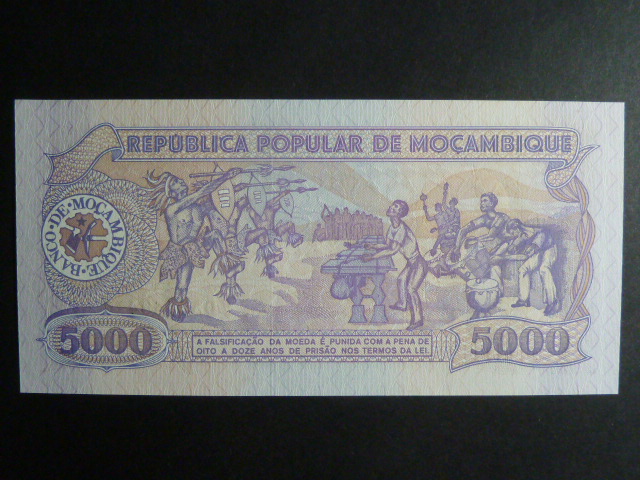 REPÚBLICA POPULAR DE MOÇAMBIQUE
BANCO·DE·MOÇAMBIQUE·
5000
A FALSIFICAÇÃO DA MOEDA É PUNIDA COM A PENA DE
OITO A DOZE ANOS DE PRISÃO NOS TERMOS DA LEI.
5000